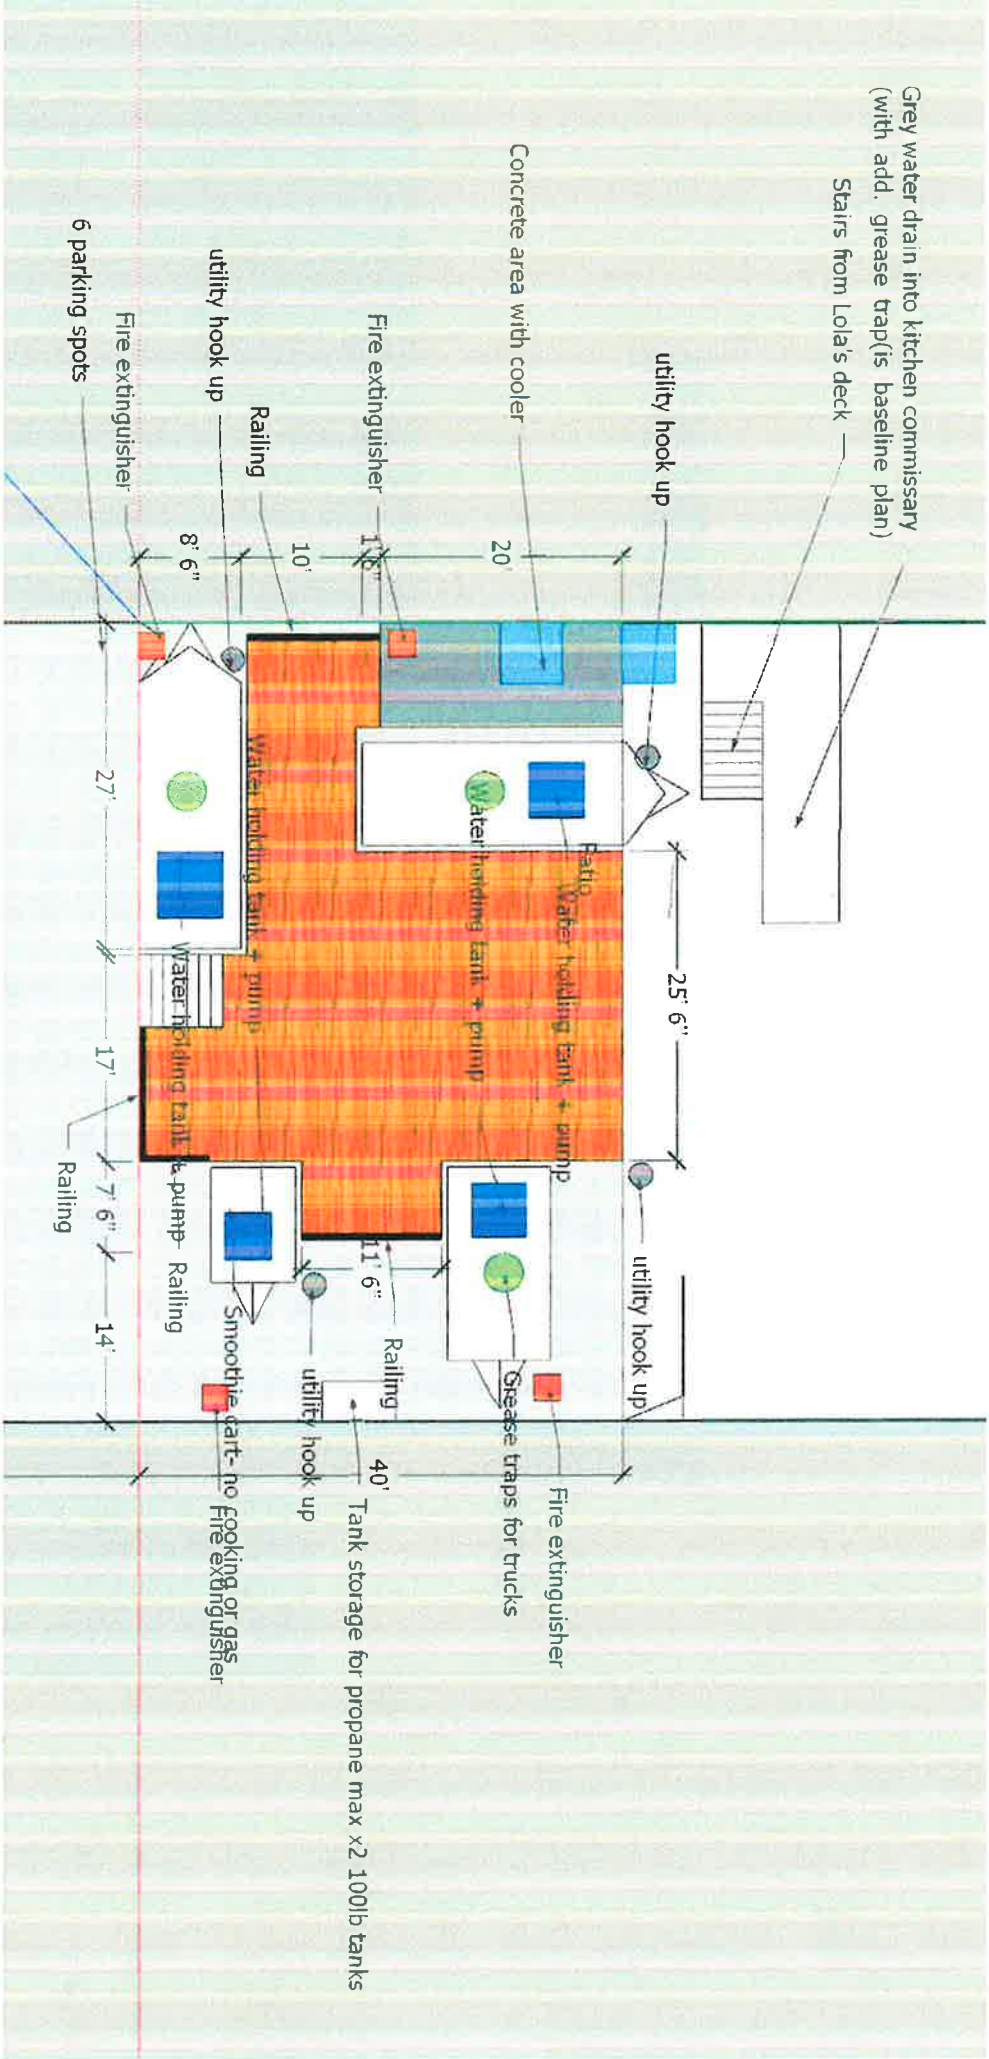 Grey water drain into kitchen commissary
(with add. grease trap(is baseline plan)
Stairs from Lola's deck
utility hook up
Concrete area with cooler
Fire extinguisher
Railing
utility hook up
Fire extinguisher
6 parking spots
20'
10'
8' 6"
25' 6"
Patio
Water holding tank + pump
Water holding tank + pump
Water holding tank + pump
Water holding tank + pump
27'
17'
7' 6"
14'
Railing
Railing
11' 6"
Railing
utility hook up
utility hook up
40'
Fire extinguisher
Grease traps for trucks
Tank storage for propane max x2 100lb tanks
Smoothie cart- no cooking or gas
Fire extinguisher